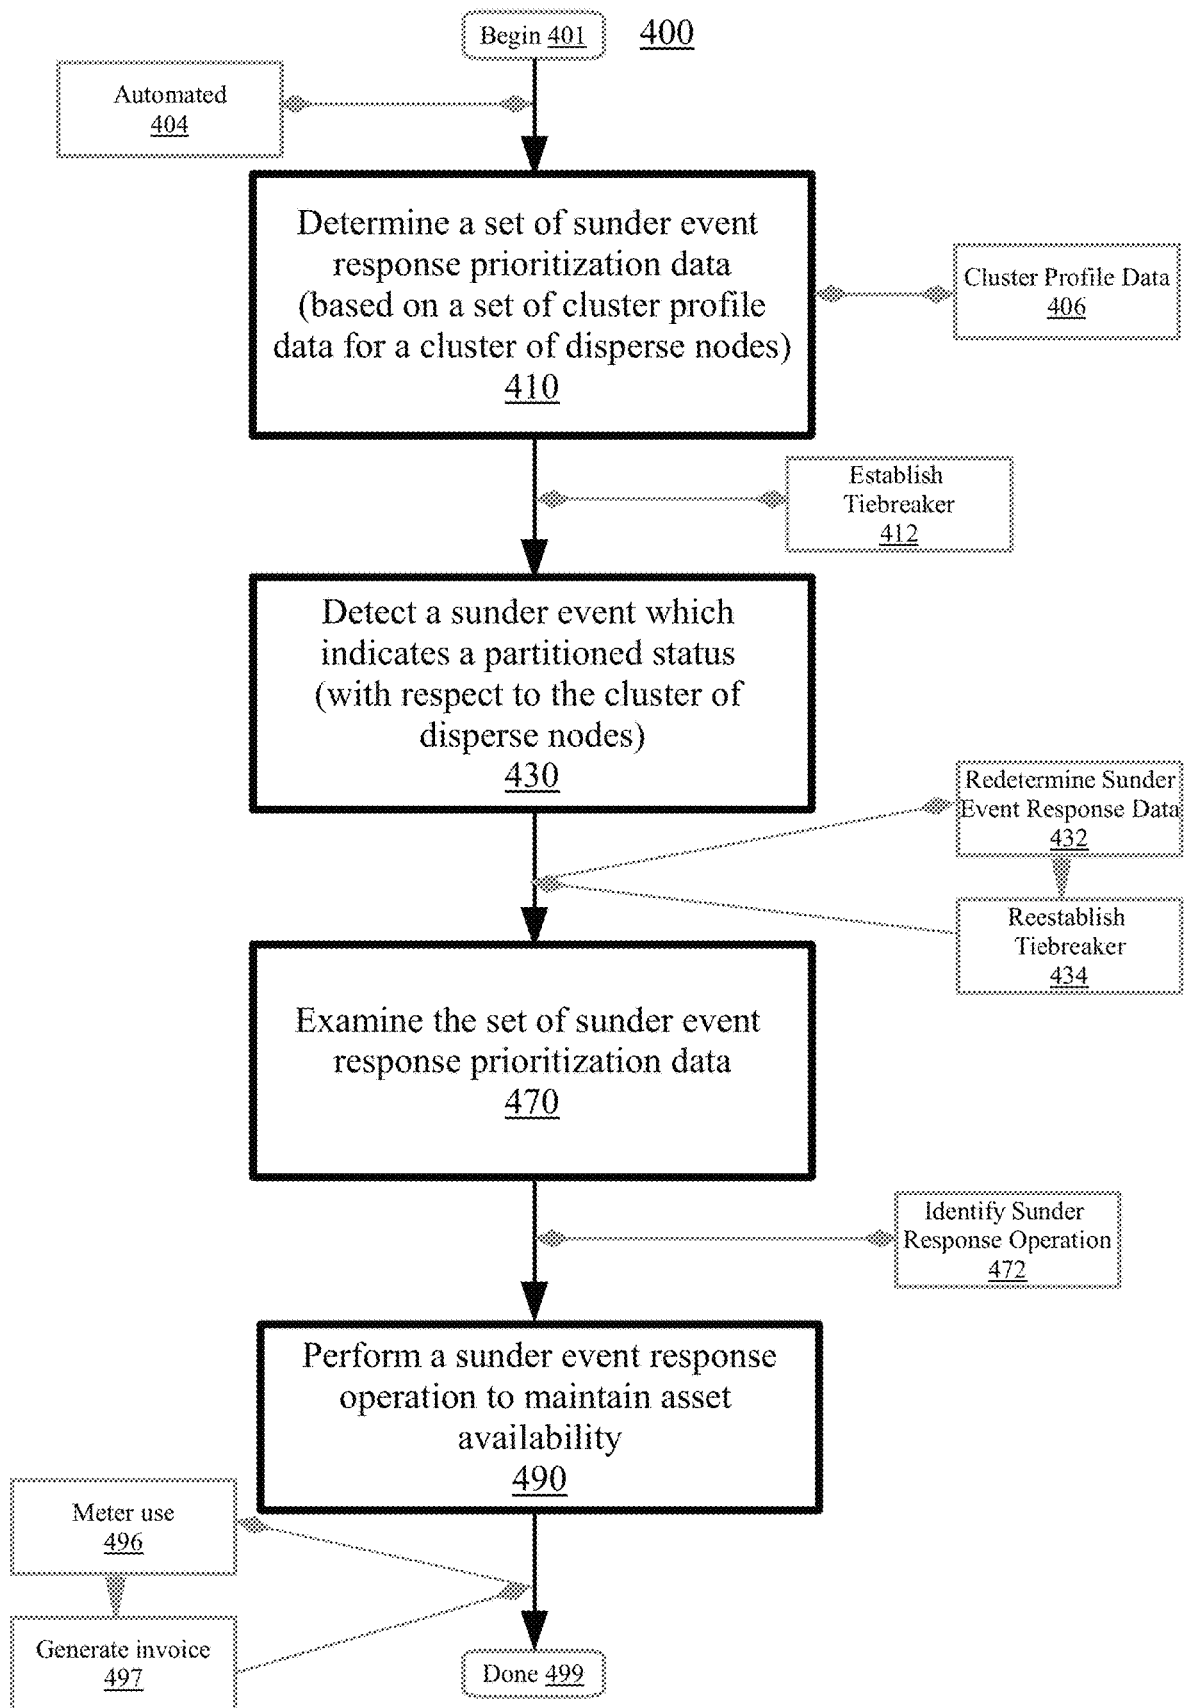 Begin 401
400
Automated
404
Determine a set of sunder event
response prioritization data
(based on a set of cluster profile
data for a cluster of disperse nodes)
410
Cluster Profile Data
406
Establish
Tiebreaker
412
Detect a sunder event which
indicates a partitioned status
(with respect to the cluster of
disperse nodes)
430
Redetermine Sunder
Event Response Data
432
Reestablish
Tiebreaker
434
Examine the set of sunder event
response prioritization data
470
Identify Sunder
Response Operation
472
Perform a sunder event response
operation to maintain asset
availability
490
Meter use
496
Generate invoice
497
Done 499